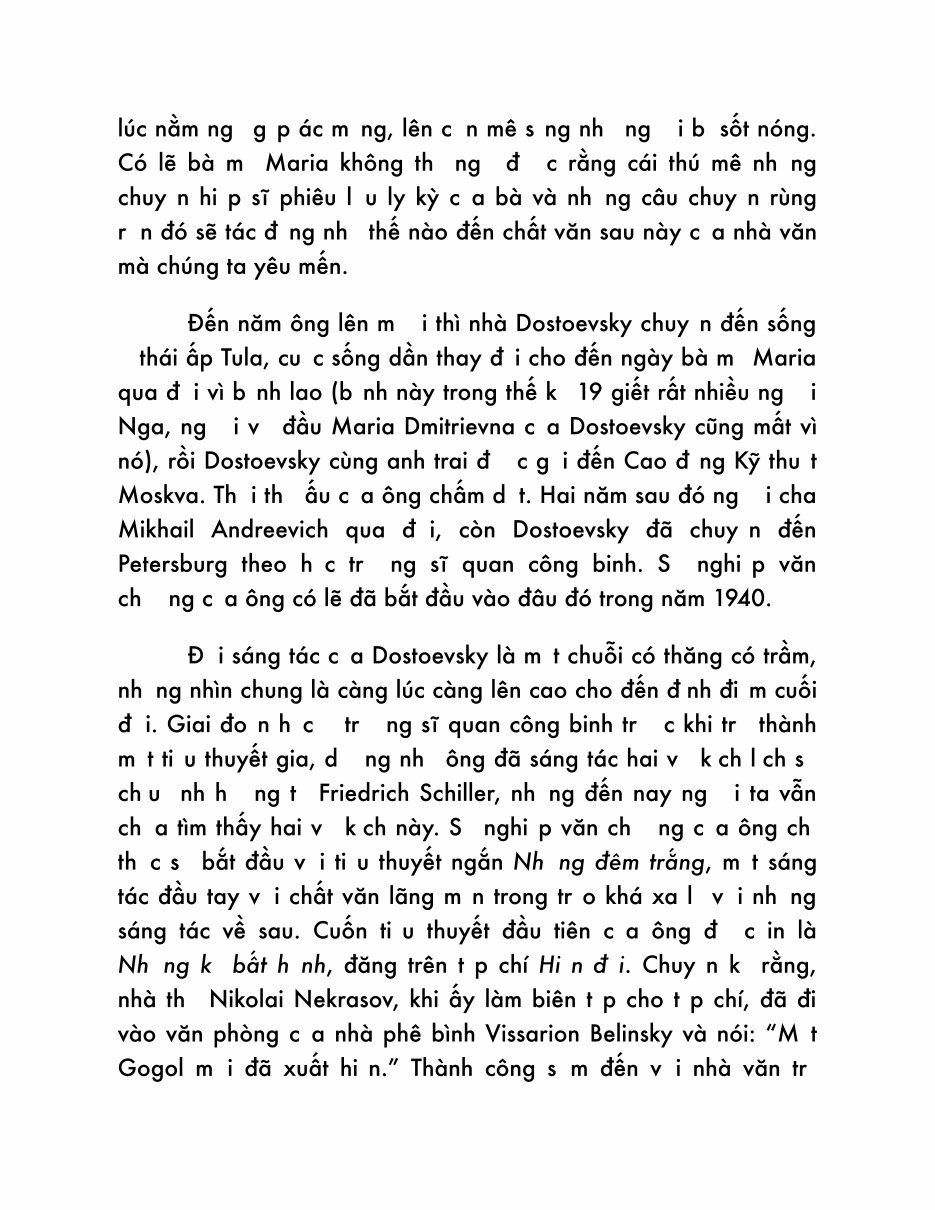 lúc nằm ng g p ác m ng, lên c n mê s ng nh ng i b sốt nóng.
Có lẽ bà m Maria không th ng đ c rằng cái thú mê nh ng
chuy n hi p sĩ phiêu l u ly kỳ c a bà và nh ng câu chuy n rùng
r n đó sẽ tác đ ng nh thế nào đến chất văn sau này c a nhà văn
mà chúng ta yêu mến.
Đến năm ông lên m i thì nhà Dostoevsky chuy n đến sống
thái ấp Tula, cu c sống dần thay đ i cho đến ngày bà m Maria
qua đ i vì b nh lao (b nh này trong thế k 19 giết rất nhiều ng i
Nga, ng i v đầu Maria Dmitrievna c a Dostoevsky cũng mất vì
nó), rồi Dostoevsky cùng anh trai đ c g i đến Cao đ ng Kỹ thu t
Moskva. Th i th ấu c a ông chấm d t. Hai năm sau đó ng i cha
Mikhail Andreevich qua đ i, còn Dostoevsky đã chuy n đến
Petersburg theo h c tr ng sĩ quan công binh. S nghi p văn
ch ng c a ông có lẽ đã bắt đầu vào đâu đó trong năm 1940.
Đ i sáng tác c a Dostoevsky là m t chuỗi có thăng có trầm,
nh ng nhìn chung là càng lúc càng lên cao cho đến đ nh đi m cuối
đ i. Giai đo n h c tr ng sĩ quan công binh tr c khi tr thành
m t ti u thuyết gia, d ng nh ông đã sáng tác hai v k ch l ch s
ch u nh h ng t Friedrich Schiller, nh ng đến nay ng i ta vẫn
ch a tìm thấy hai v k ch này. S nghi p văn ch ng c a ông ch
th c s bắt đầu v i ti u thuyết ngắn Nh ng đêm trắng, m t sáng
tác đầu tay v i chất văn lãng m n trong tr o khá xa l v i nh ng
sáng tác về sau. Cuốn ti u thuyết đầu tiên c a ông đ c in là
Nh ng k bất h nh, đăng trên t p chí Hi n đ i. Chuy n k rằng,
nhà th Nikolai Nekrasov, khi ấy làm biên t p cho t p chí, đã đi
vào văn phòng c a nhà phê bình Vissarion Belinsky và nói: “M t
Gogol m i đã xuất hi n.” Thành công s m đến v i nhà văn tr